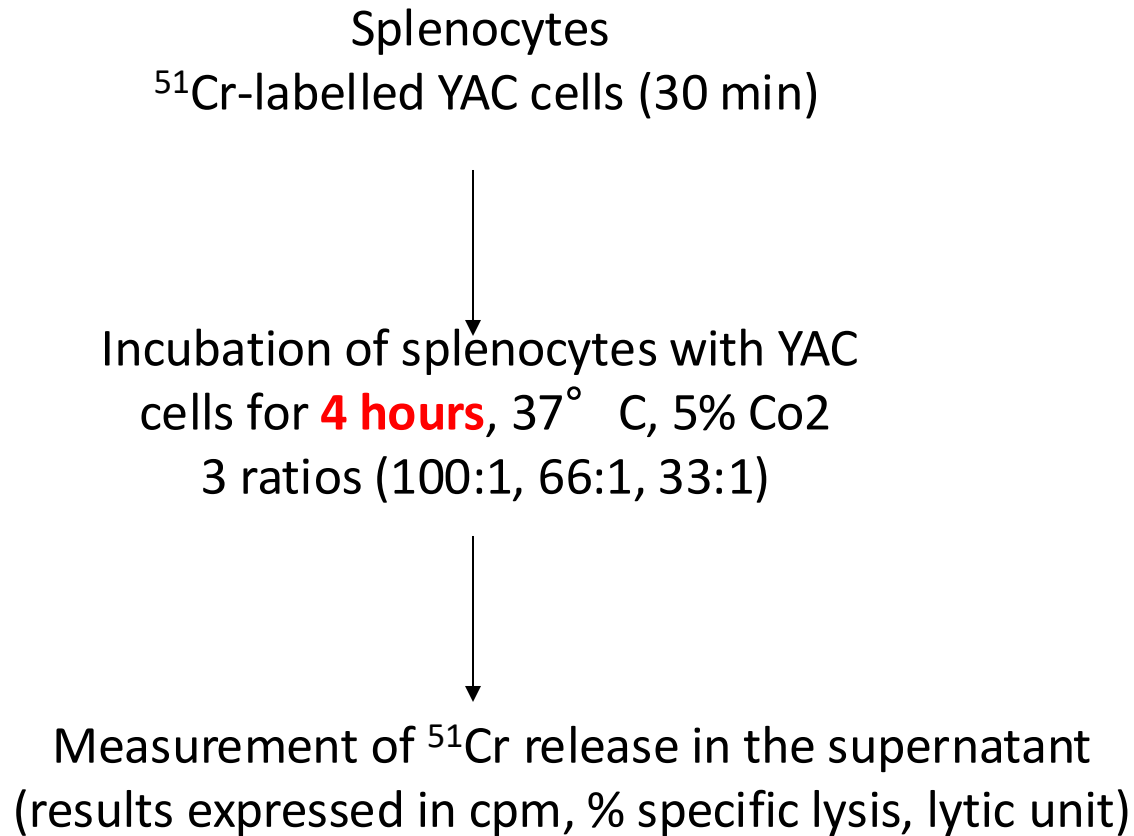 Splenocytes
⁵¹Cr-labelled YAC cells (30 min)
Incubation of splenocytes with YAC
cells for 4 hours, 37° C, 5% Co2
3 ratios (100:1, 66:1, 33:1)
Measurement of ⁵¹Cr release in the supernatant
(results expressed in cpm, % specific lysis, lytic unit)